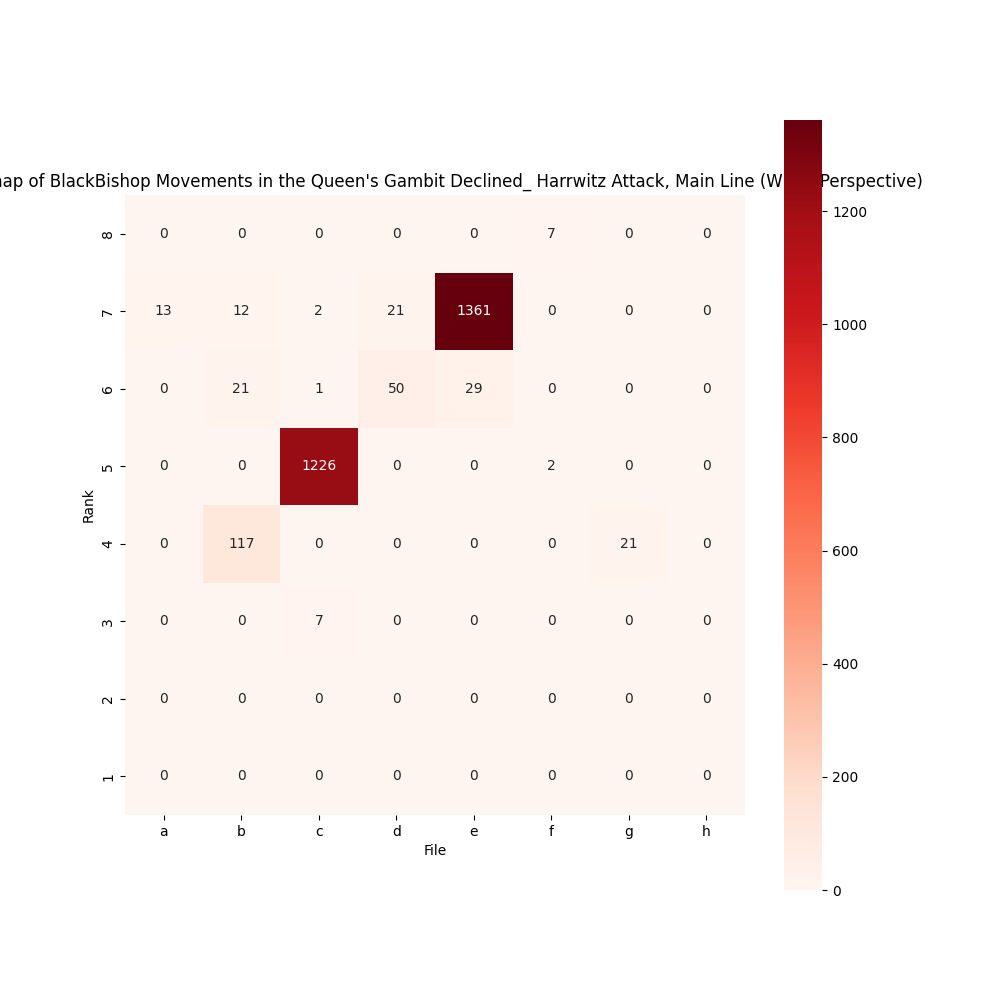 ap of BlackBishop Movements in the Queen's Gambit Declined_ Harrwitz Attack, Main Line (W Perspective)
8 0 0 0 0 0 7 0 0
7 13 12 2 21 1361 0 0 0
6 0 21 1 50 29 0 0 0
5 0 0 1226 0 0 2 0 0
4 0 117 0 0 0 0 21 0
3 0 0 7 0 0 0 0 0
2 0 0 0 0 0 0 0 0
1 0 0 0 0 0 0 0 0
a b c d e f g h
Rank
File
1200
1000
800
600
400
200
0